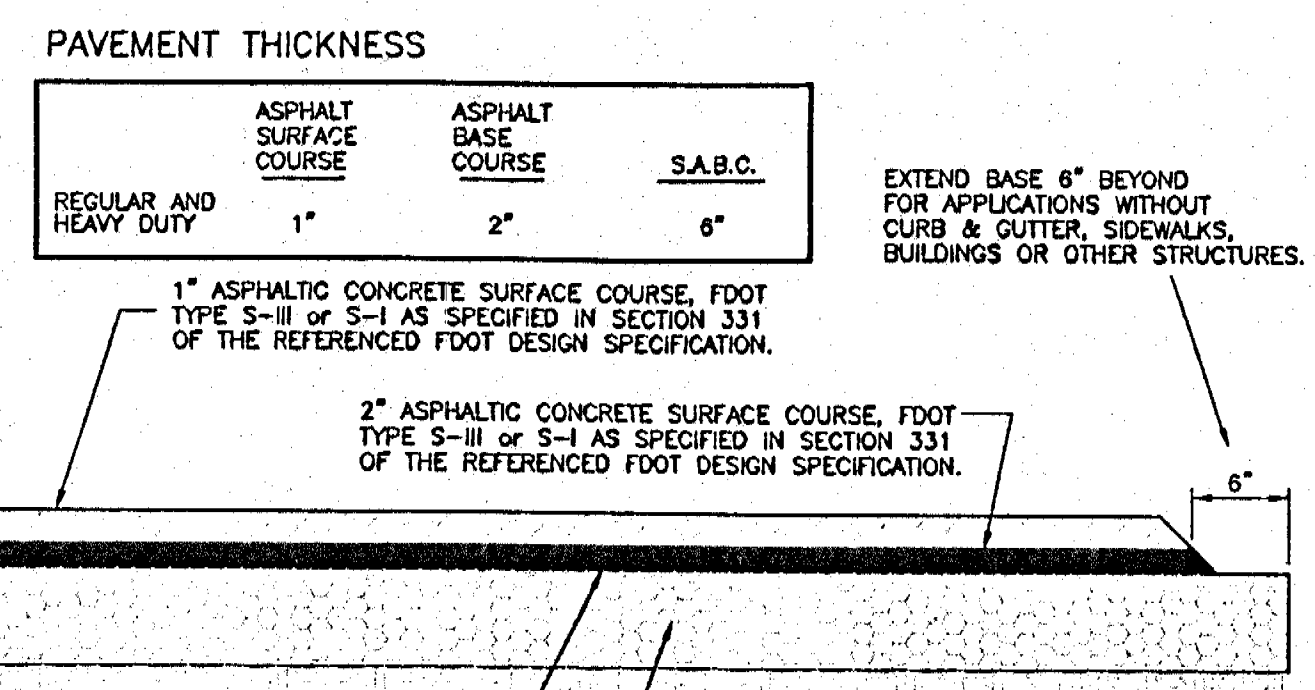 PAVEMENT THICKNESS
ASPHALT SURFACE COURSE
ASPHALT BASE COURSE
S.A.B.C.
REGULAR AND HEAVY DUTY
1"
2"
6"
EXTEND BASE 6" BEYOND
FOR APPLICATIONS WITHOUT
CURB & GUTTER, SIDEWALKS,
BUILDINGS OR OTHER STRUCTURES.
1" ASPHALTIC CONCRETE SURFACE COURSE, FDOT
TYPE S-III or S-I AS SPECIFIED IN SECTION 331
OF THE REFERENCED FDOT DESIGN SPECIFICATION.
2" ASPHALTIC CONCRETE SURFACE COURSE, FDOT
TYPE S-III or S-I AS SPECIFIED IN SECTION 331
OF THE REFERENCED FDOT DESIGN SPECIFICATION.
6"